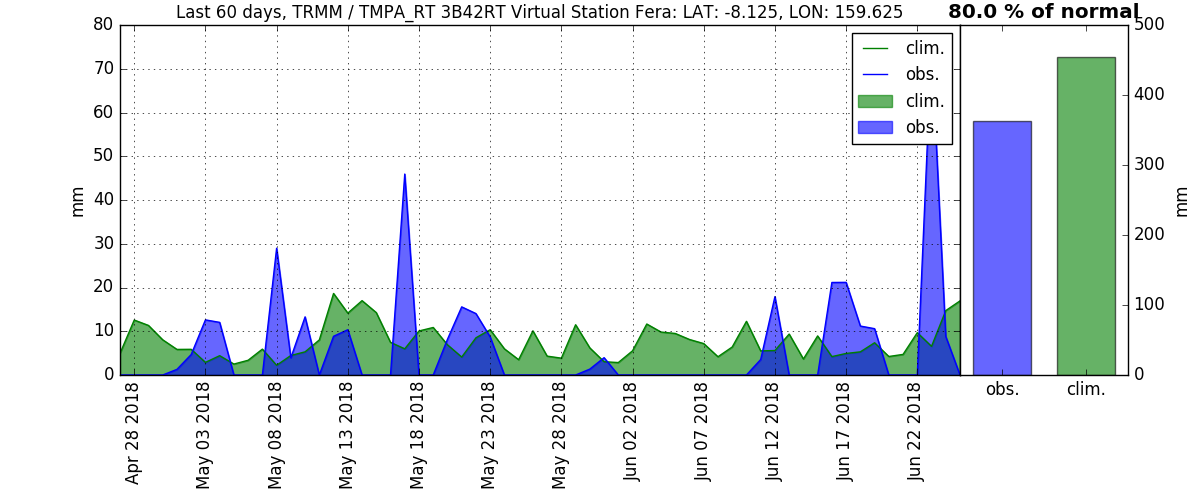 Last 60 days, TRMM / TMPA_RT 3B42RT Virtual Station Fera: LAT: -8.125, LON: 159.625
80.0 % of normal
80
70
60
50
40
30
20
10
0
mm
clim.
obs.
clim.
obs.
Apr 28 2018
May 03 2018
May 08 2018
May 13 2018
May 18 2018
May 23 2018
May 28 2018
Jun 02 2018
Jun 07 2018
Jun 12 2018
Jun 17 2018
Jun 22 2018
500
400
300
200
100
0
mm
obs.
clim.